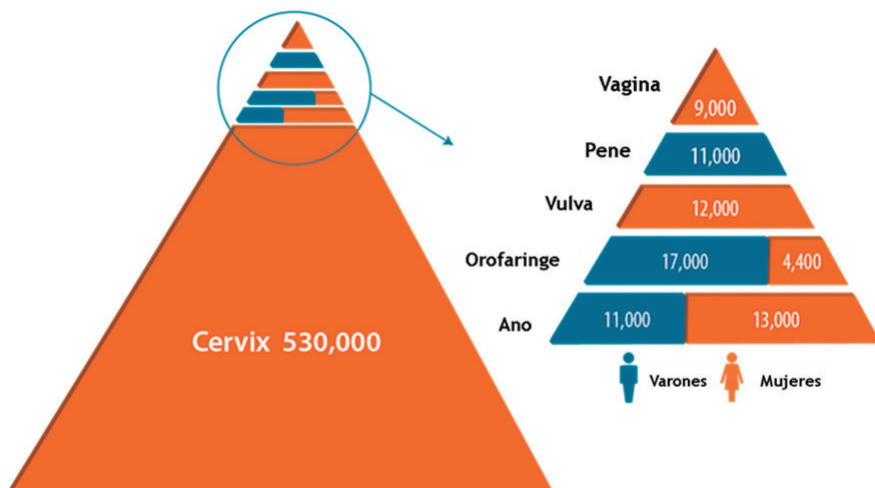 Vagina
9,000
Pene
11,000
Vulva
12,000
Orofaringe
17,000
4,400
Ano
11,000
13,000
Cervix 530,000
Varones
Mujeres